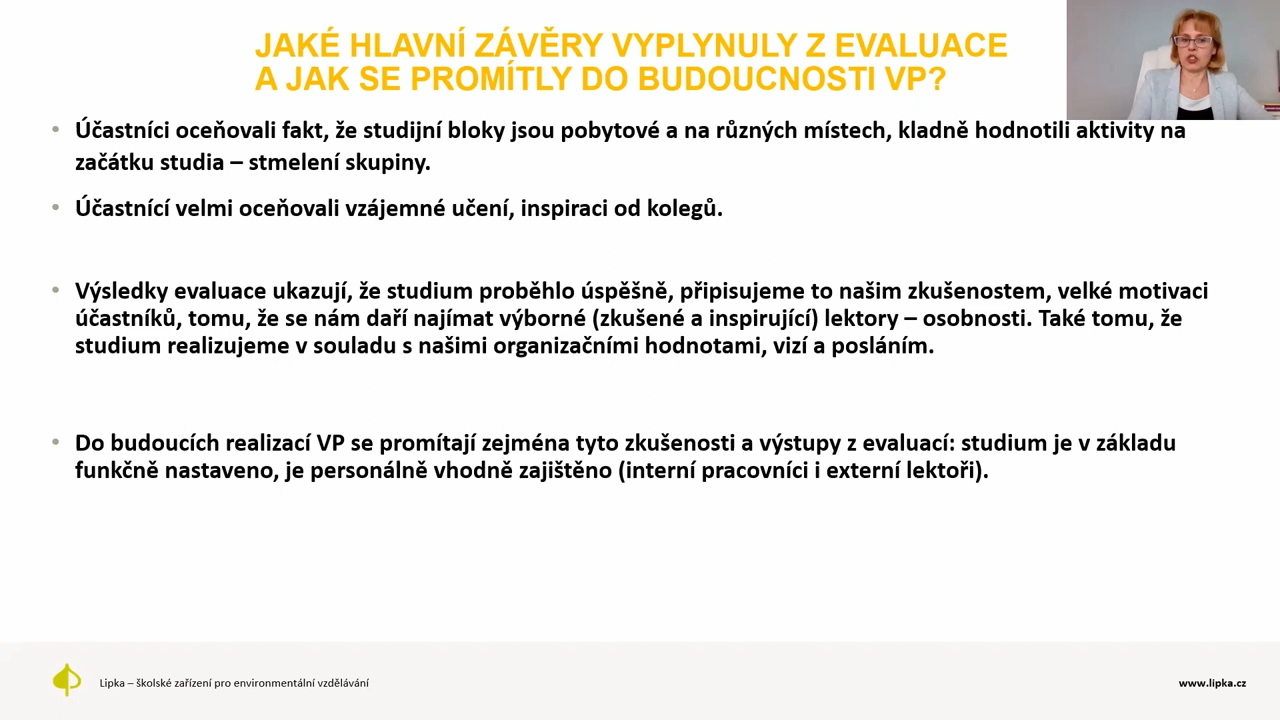 JAKÉ HLAVNÍ ZÁVĚRY VYPLYNULY Z EVALUACE
A JAK SE PROMÍTLY DO BUDOUCNOSTI VP?
• Účastníci oceňovali fakt, že studijní bloky jsou pobytové a na různých místech, kladně hodnotili aktivity na
začátku studia – stmelení skupiny.
• Účastnící velmi oceňovali vzájemné učení, inspiraci od kolegů.
• Výsledky evaluace ukazují, že studium proběhlo úspěšně, připisujeme to našim zkušenostem, velké motivaci
účastníků, tomu, že se nám daří najímat výborné (zkušené a inspirující) lektory – osobnosti. Také tomu, že
studium realizujeme v souladu s našimi organizačními hodnotami, vizí a posláním.
• Do budoucích realizací VP se promítají zejména tyto zkušenosti a výstupy z evaluací: studium je v základu
funkčně nastaveno, je personálně vhodně zajištěno (interní pracovníci i externí lektoři).
Lipka – školské zařízení pro environmentální vzdělávání
www.lipka.cz